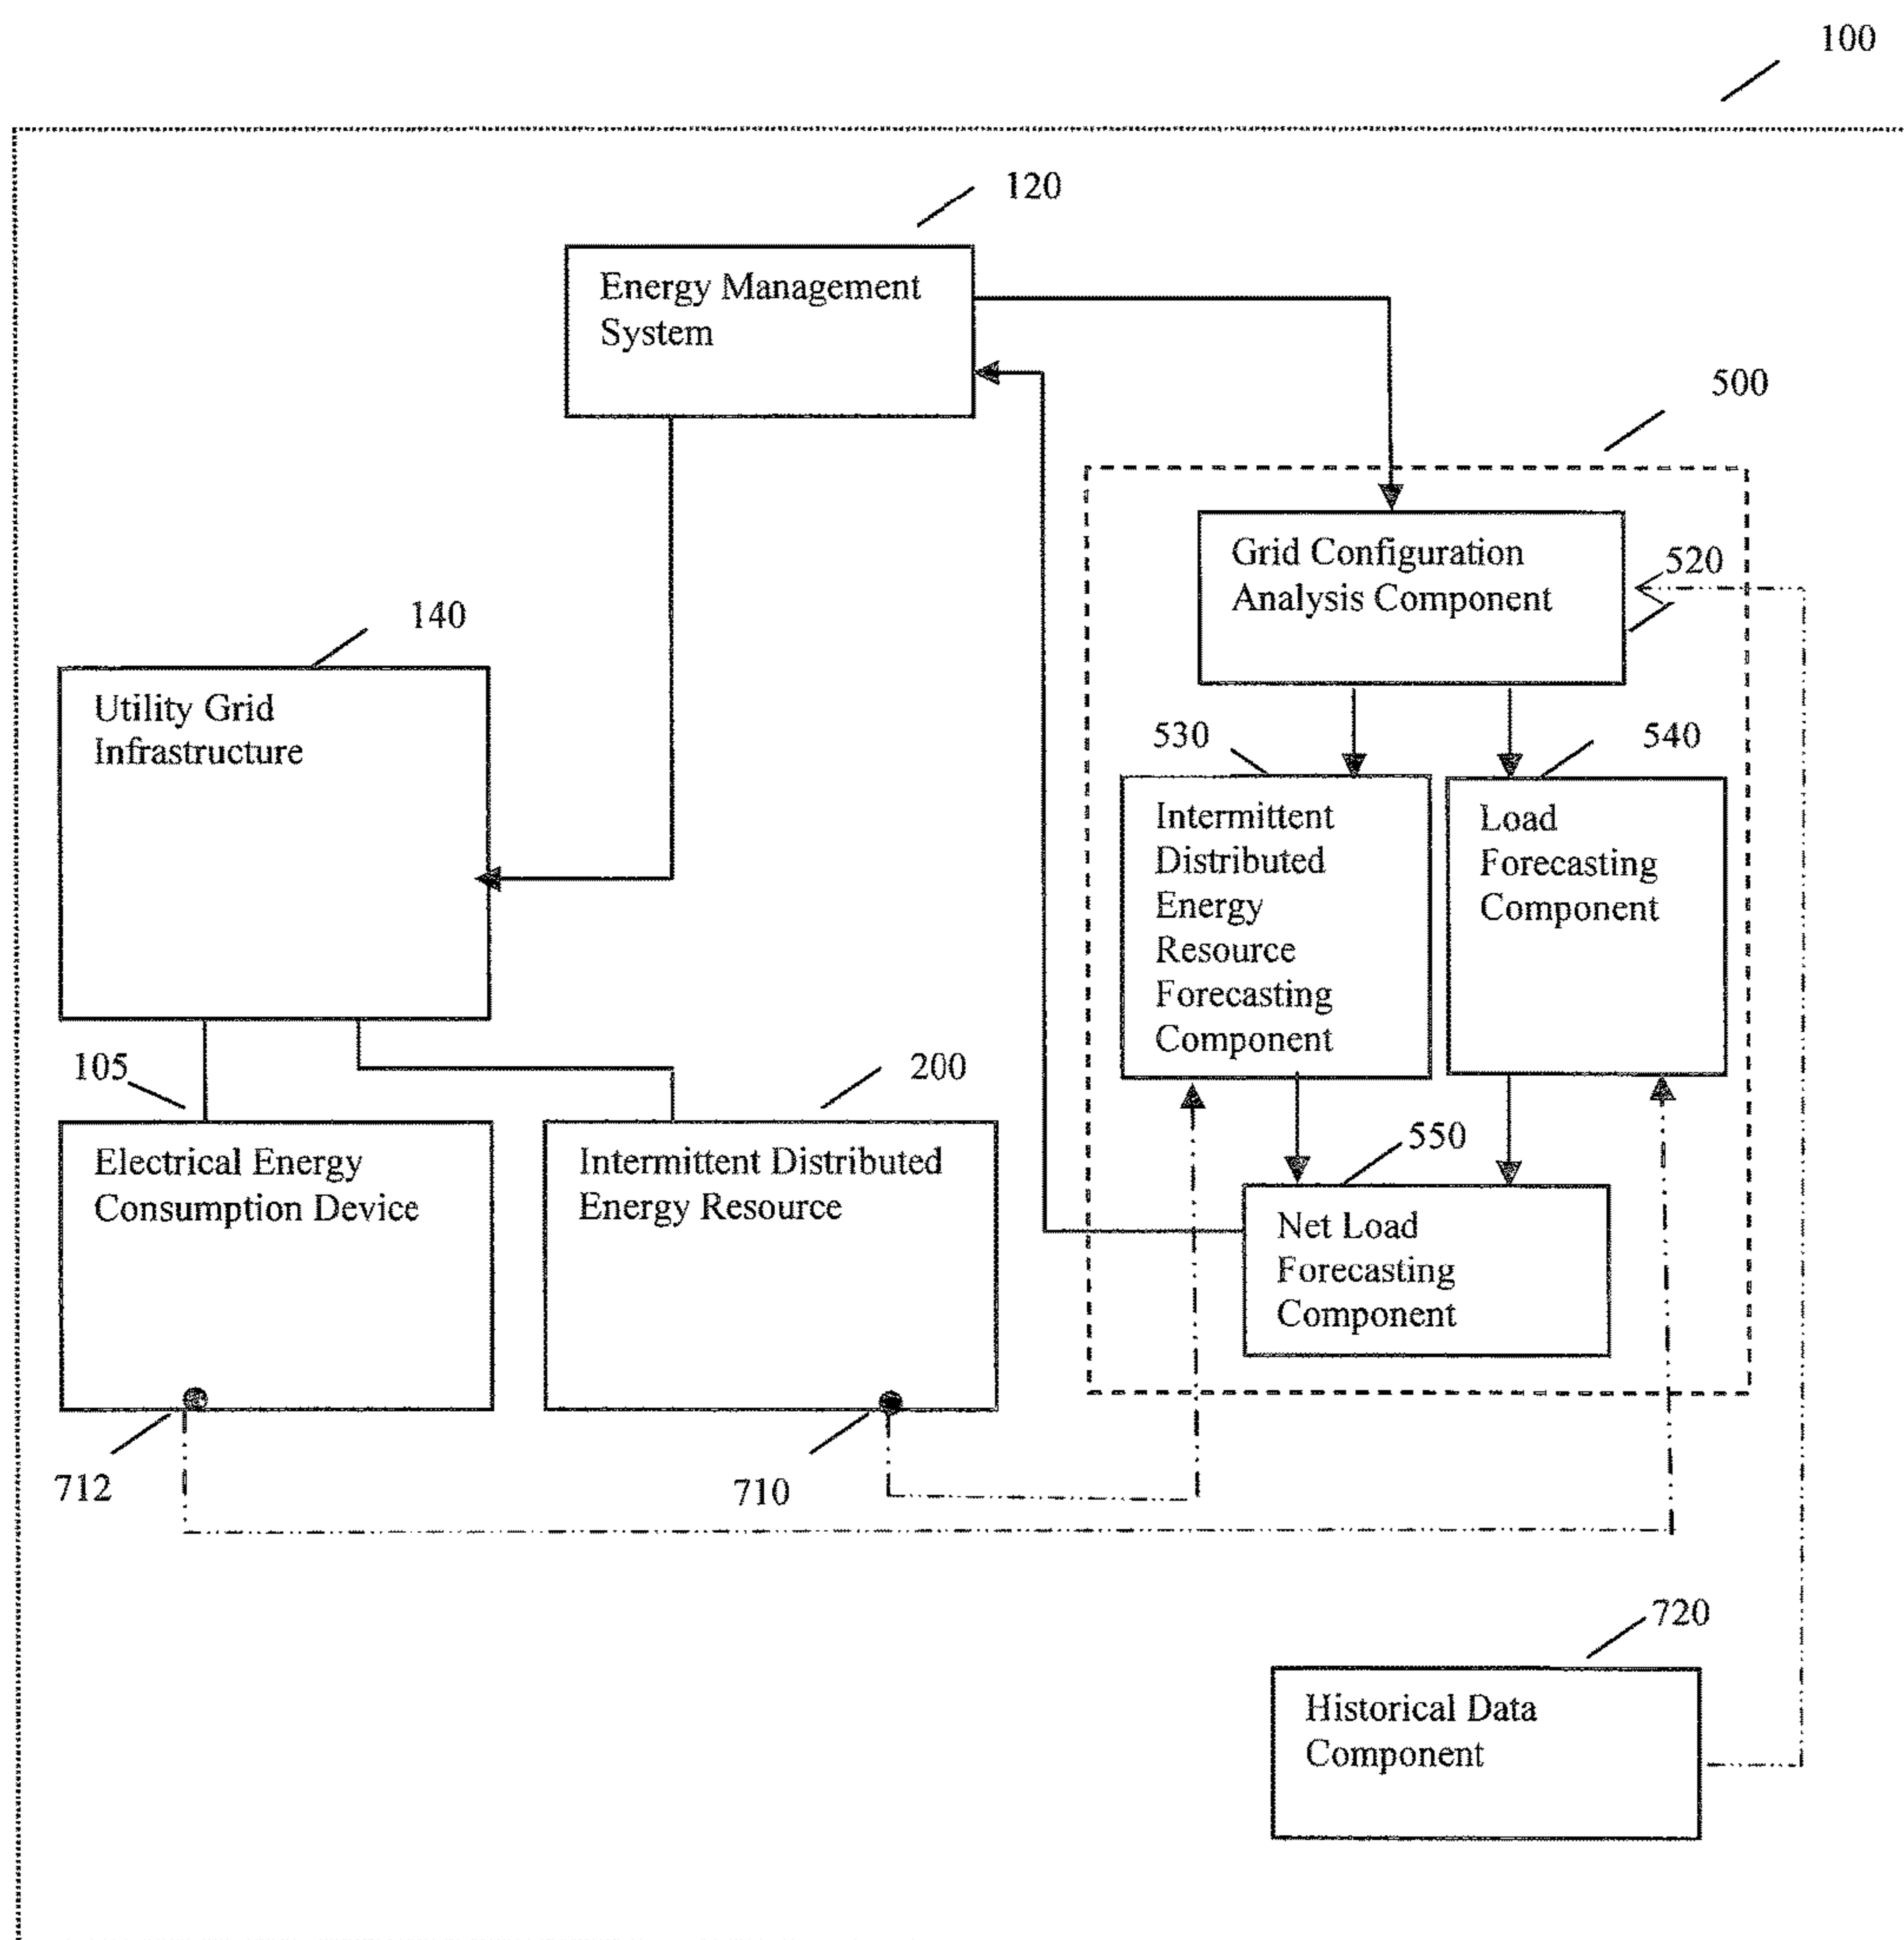 100
120
Energy Management
System
500
Grid Configuration
Analysis Component
520
140
Utility Grid
Infrastructure
530
540
Intermittent
Distributed
Energy
Resource
Forecasting
Component
Load
Forecasting
Component
105
200
550
Electrical Energy
Consumption Device
Intermittent Distributed
Energy Resource
Net Load
Forecasting
Component
712
710
720
Historical Data
Component